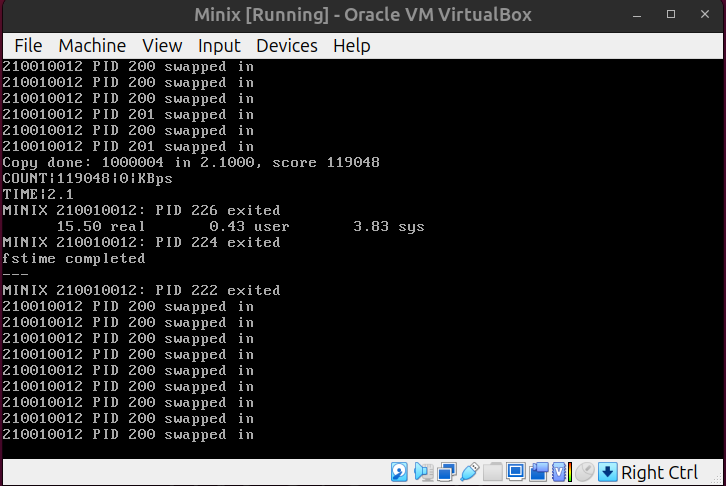 Minix [Running] - Oracle VM VirtualBox
File Machine View Input Devices Help
210010012 PID 200 swapped in
210010012 PID 200 swapped in
210010012 PID 200 swapped in
210010012 PID 201 swapped in
210010012 PID 200 swapped in
210010012 PID 201 swapped in
Copy done: 1000004 in 2.1000, score 119048
COUNT|119048|0|KBps
TIME|2.1
MINIX 210010012: PID 226 exited
15.50 real 0.43 user 3.83 sys
MINIX 210010012: PID 224 exited
fstime completed
---
MINIX 210010012: PID 222 exited
210010012 PID 200 swapped in
210010012 PID 200 swapped in
210010012 PID 200 swapped in
210010012 PID 200 swapped in
210010012 PID 200 swapped in
210010012 PID 200 swapped in
210010012 PID 200 swapped in
210010012 PID 200 swapped in
210010012 PID 200 swapped in
Right Ctrl